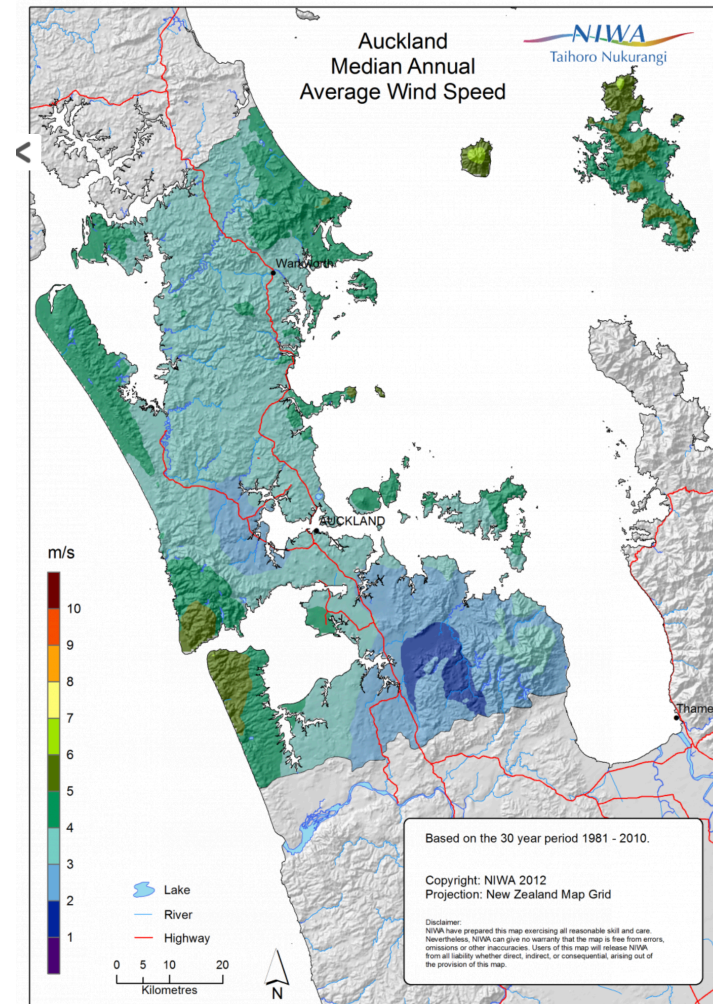 Auckland
Median Annual
Average Wind Speed
NIWA
Taihoro Nukurangi
Warkworth
AUCKLAND
Thame
m/s
10
9
8
7
6
5
4
3
2
1
Lake
River
Highway
0 5 10 20
Kilometres
N
Based on the 30 year period 1981 - 2010.
Copyright: NIWA 2012
Projection: New Zealand Map Grid
Disclaimer:
NIWA have prepared this map exercising all reasonable skill and care.
Nevertheless, NIWA can give no warranty that the map is free from errors,
omissions or other inaccuracies. Users of this map will release NIWA
from all liability whether direct, indirect, or consequential, arising out of
the provision of this map.